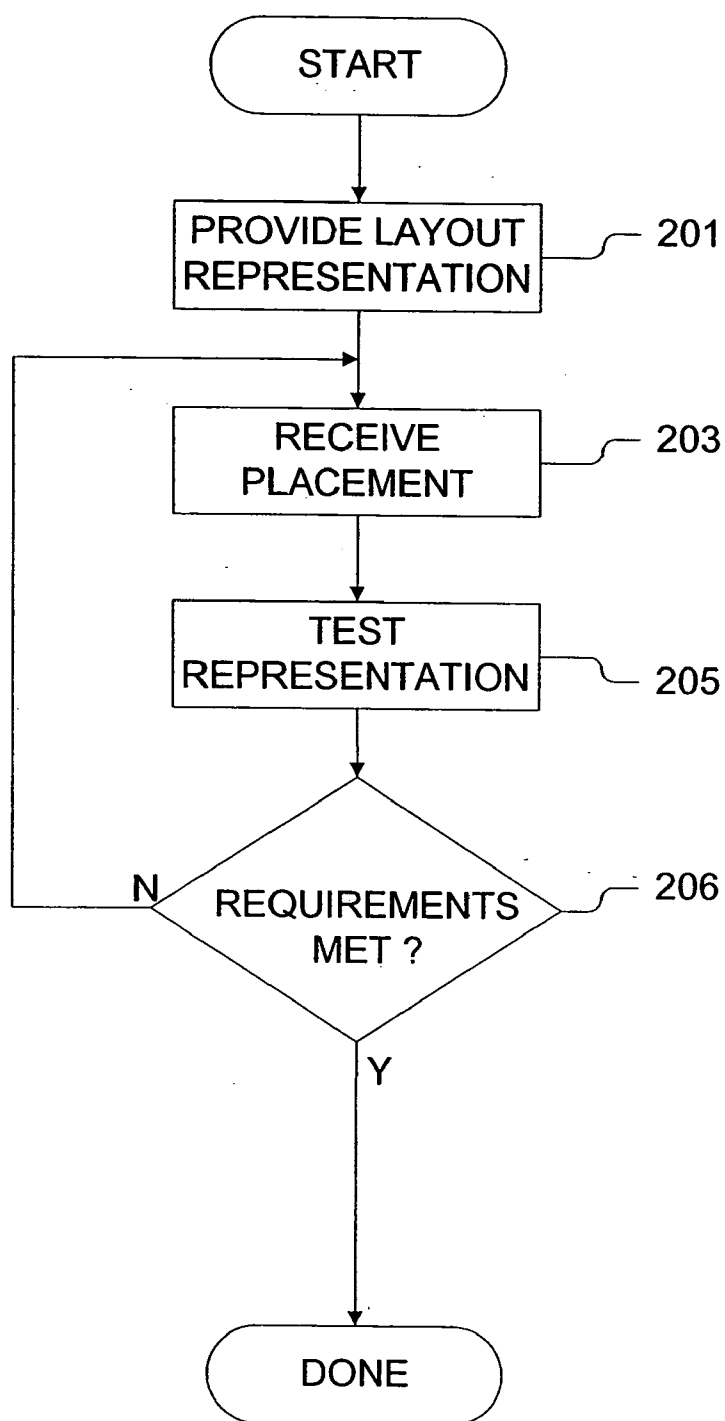 START
PROVIDE LAYOUT
REPRESENTATION
201
RECEIVE
PLACEMENT
203
TEST
REPRESENTATION
205
N
REQUIREMENTS
MET ?
206
Y
DONE